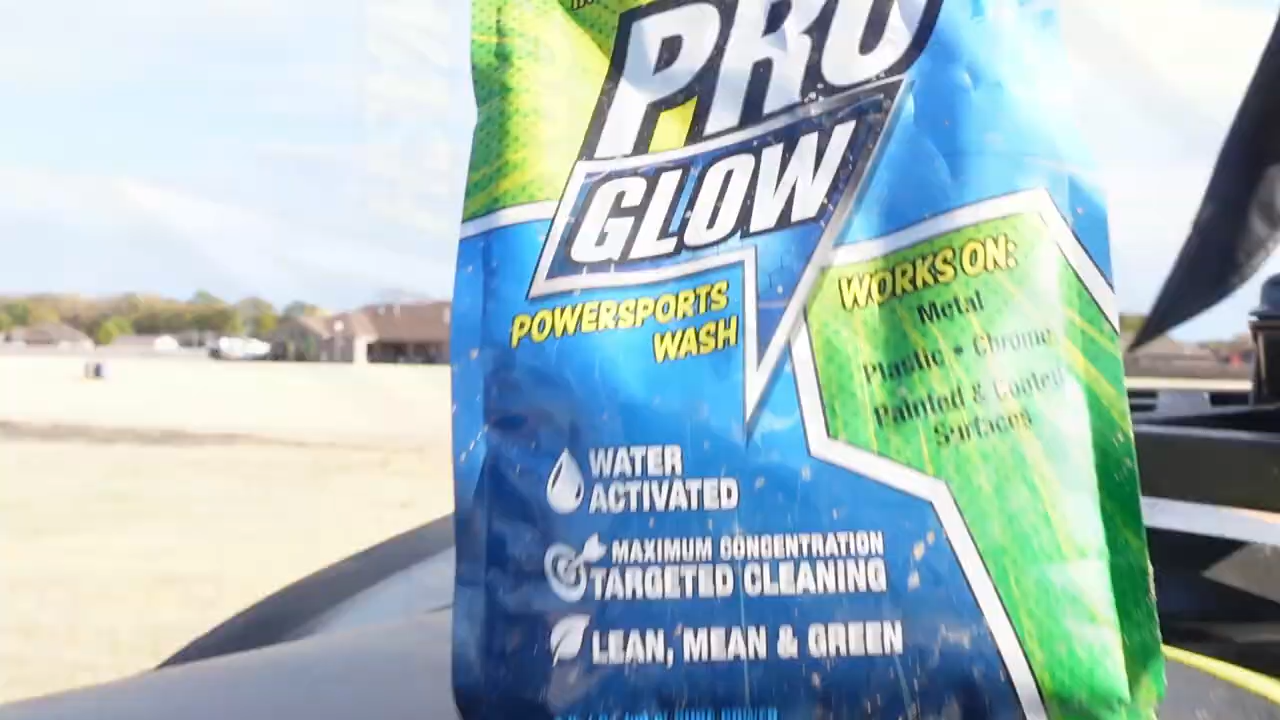 PRO
GLOW
POWERSPORTS
WASH
WORKS ON:
Metal
Plastic • Chrome
Painted & Coated
Surfaces
WATER
ACTIVATED
MAXIMUM CONCENTRATION
TARGETED CLEANING
LEAN, MEAN & GREEN